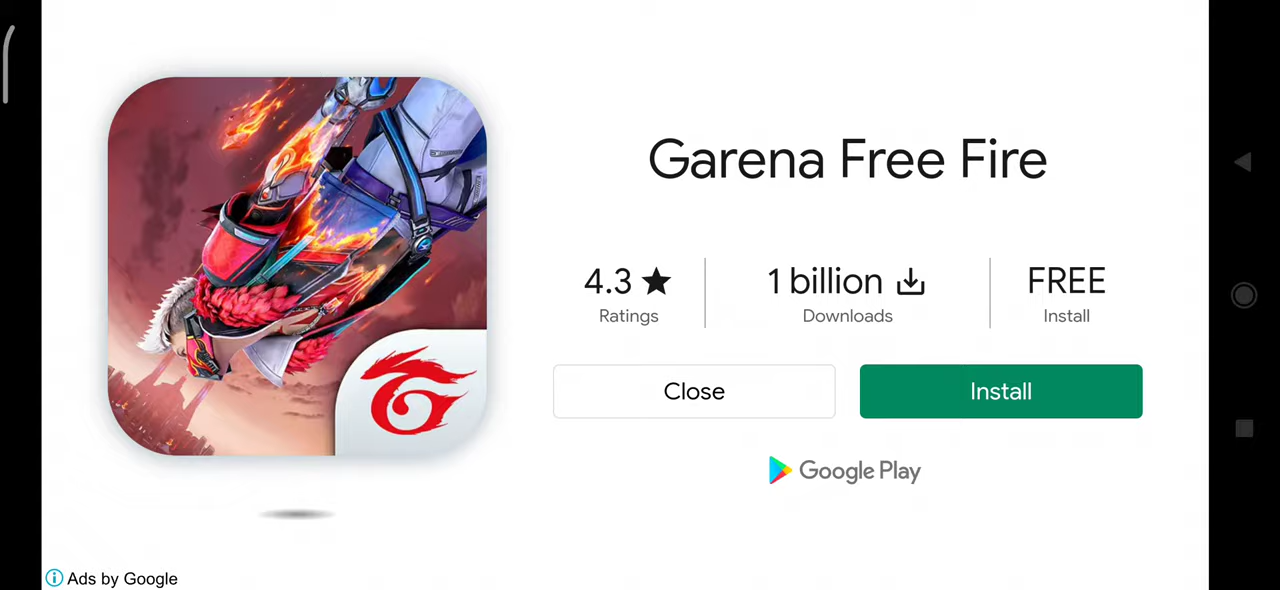 Garena Free Fire
4.3 ★ 1 billion FREE
Ratings Downloads Install
Close Install
Google Play
Ads by Google